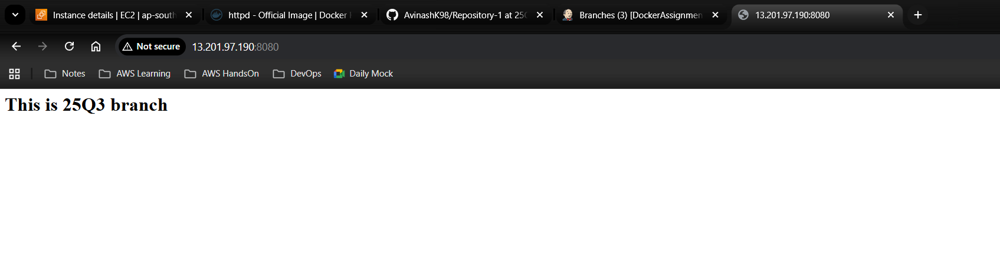 Instance details | EC2 | ap-south
httpd - Official Image | Docker
AvinashK98/Repository-1 at 25
Branches (3) [DockerAssignmen
13.201.97.190:8080
Not secure
13.201.97.190:8080
Notes
AWS Learning
AWS HandsOn
DevOps
Daily Mock
This is 25Q3 branch